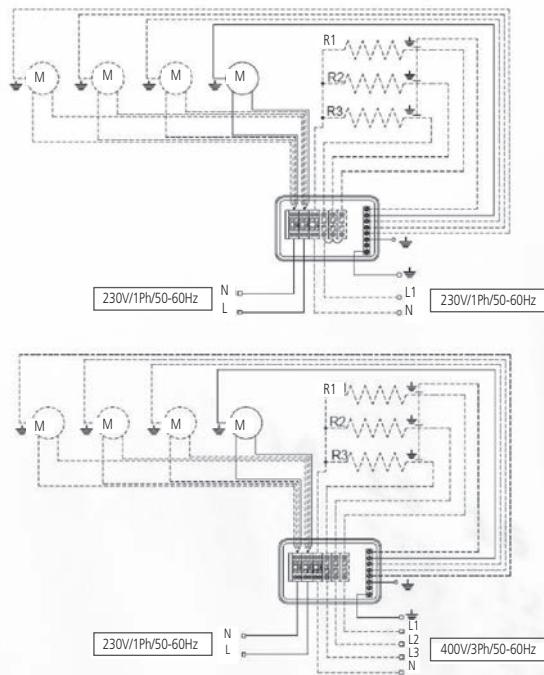 R1
M M M M
R2
R3
N
230V/1Ph/50-60Hz
L
L1
230V/1Ph/50-60Hz
N
R1
M M M M
R2
R3
N
230V/1Ph/50-60Hz
L
L1
L2
400V/3Ph/50-60Hz
L3
N